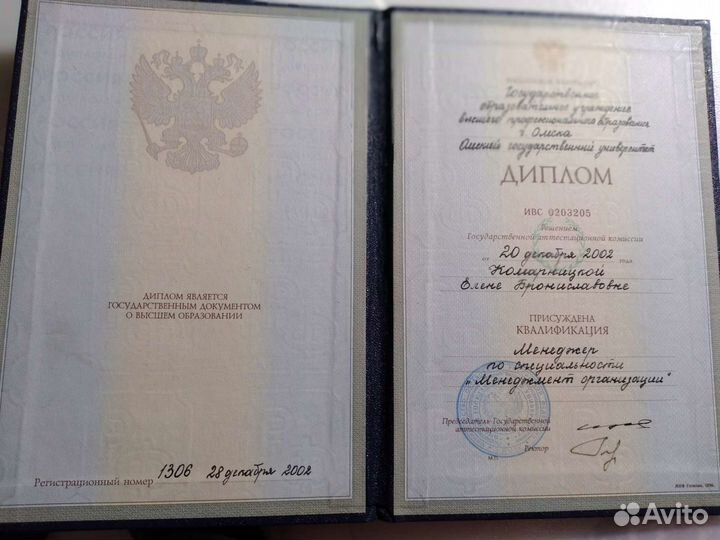 ДИПЛОМ ЯВЛЯЕТСЯ
ГОСУДАРСТВЕННЫМ ДОКУМЕНТОМ
О ВЫСШЕМ ОБРАЗОВАНИИ
Регистрационный номер 1306 28 декабря 2002
Государственное
образовательное учреждение
высшего профессионального образования
г. Омска
Омский государственный университет
ДИПЛОМ
ИВС 0203205
Решением
Государственной аттестационной комиссии
от 20 декабря 2002 года
Комарницкой
Елене Брониславовне
ПРИСУЖДЕНА
КВАЛИФИКАЦИЯ
Менеджер
по специальности
"Менеджмент организации"
Председатель Государственной
аттестационной комиссии
Ректор
М.П.
Avito